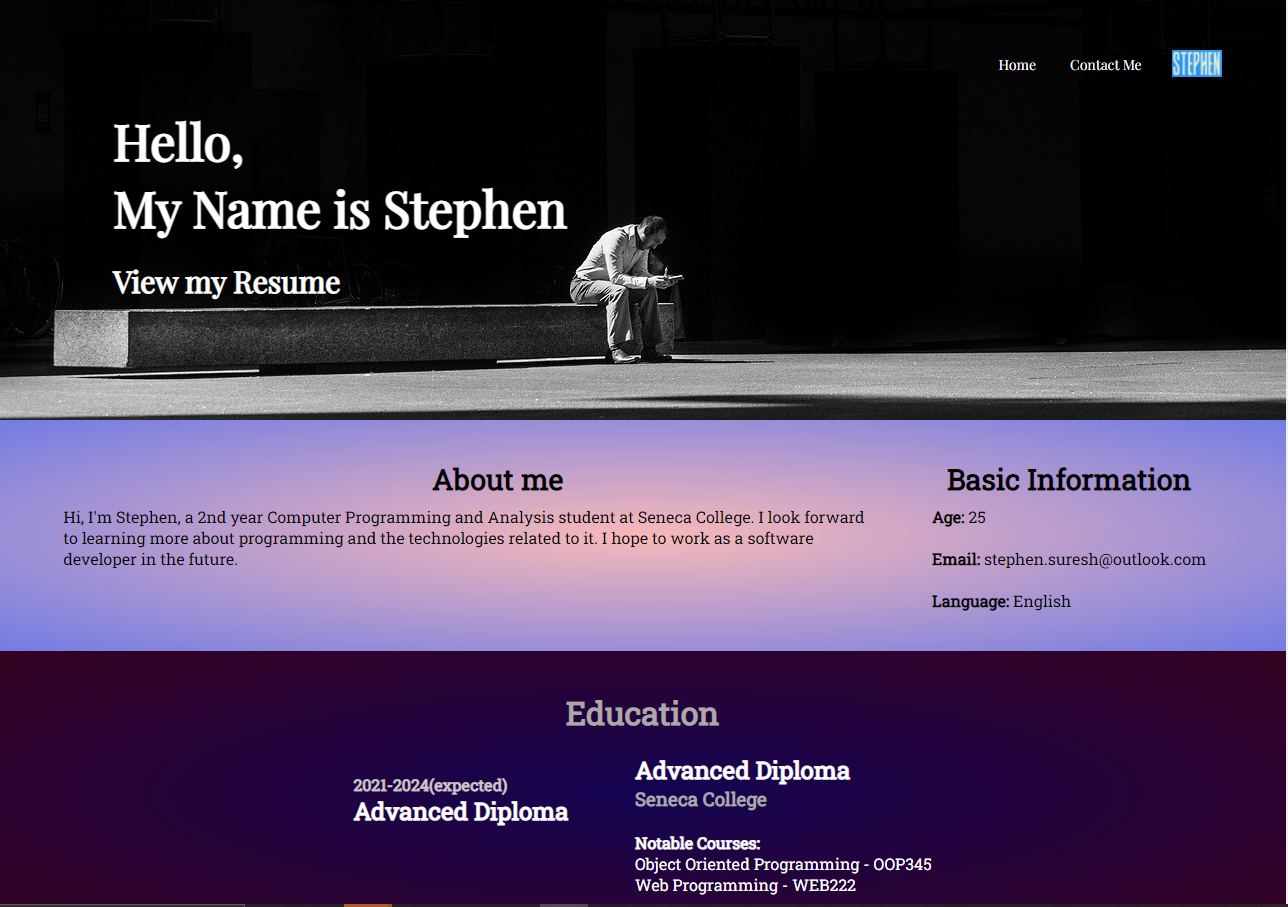 Home Contact Me STEPHEN
Hello,
My Name is Stephen
View my Resume
About me
Hi, I'm Stephen, a 2nd year Computer Programming and Analysis student at Seneca College. I look forward
to learning more about programming and the technologies related to it. I hope to work as a software
developer in the future.
Basic Information
Age: 25
Email: stephen.suresh@outlook.com
Language: English
Education
2021-2024(expected)
Advanced Diploma
Advanced Diploma
Seneca College
Notable Courses:
Object Oriented Programming - OOP345
Web Programming - WEB222